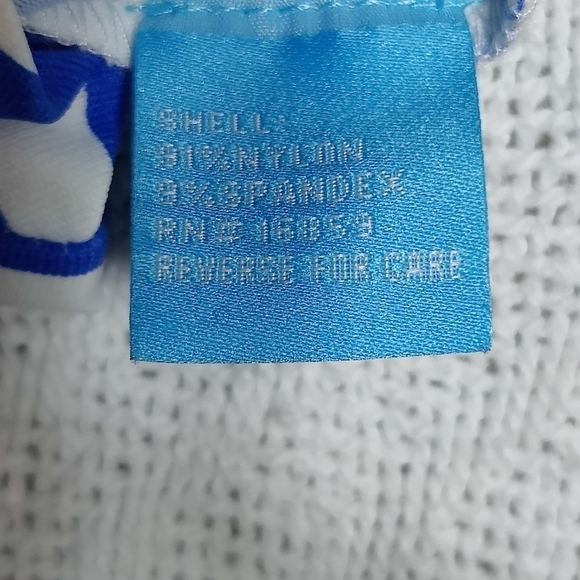 SHELL:
91%NYLON
9%SPANDEX
RN# 16859
REVERSE FOR CARE